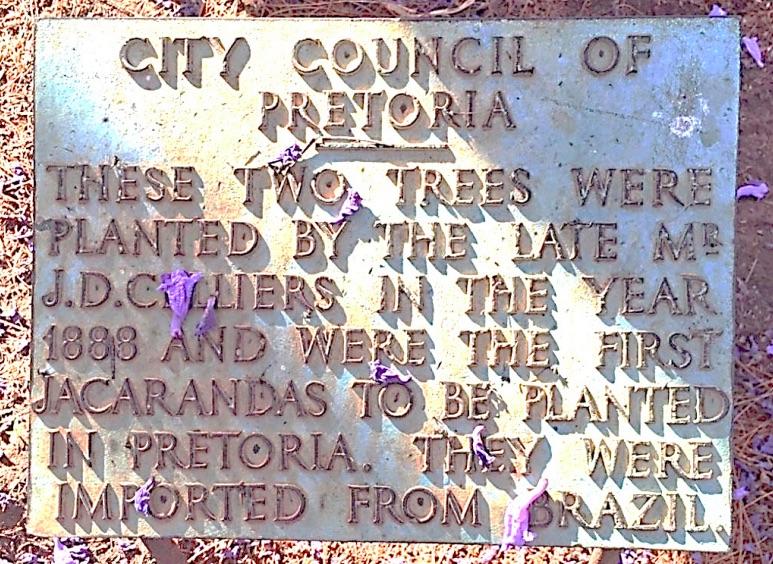 CITY COUNCIL OF
PRETORIA
THESE TWO TREES WERE
PLANTED BY THE LATE MR
J.D. CELLIERS IN THE YEAR
1888 AND WERE THE FIRST
JACARANDAS TO BE PLANTED
IN PRETORIA. THEY WERE
IMPORTED FROM BRAZIL.